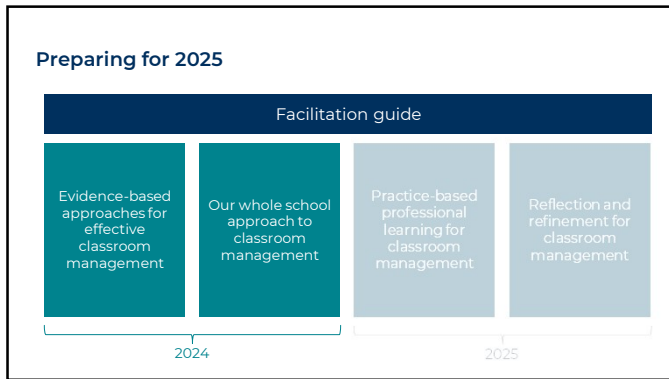 Preparing for 2025
Facilitation guide
Evidence-based
approaches for
effective
classroom
management
Our whole school
approach to
classroom
management
Practice-based
professional
learning for
classroom
management
Reflection and
refinement for
classroom
management
2024
2025